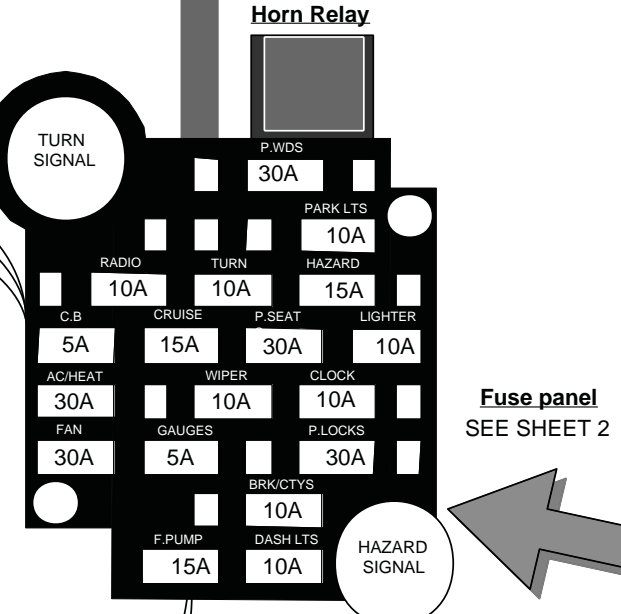 Horn Relay
TURN
SIGNAL
P.WDS
30A
PARK LTS
10A
RADIO TURN HAZARD
10A 10A 15A
C.B CRUISE P.SEAT LIGHTER
5A 15A 30A 10A
AC/HEAT WIPER CLOCK
30A 10A 10A
Fuse panel
SEE SHEET 2
FAN GAUGES P.LOCKS
30A 5A 30A
BRK/CTYS
10A
F.PUMP DASH LTS
15A 10A
HAZARD
SIGNAL